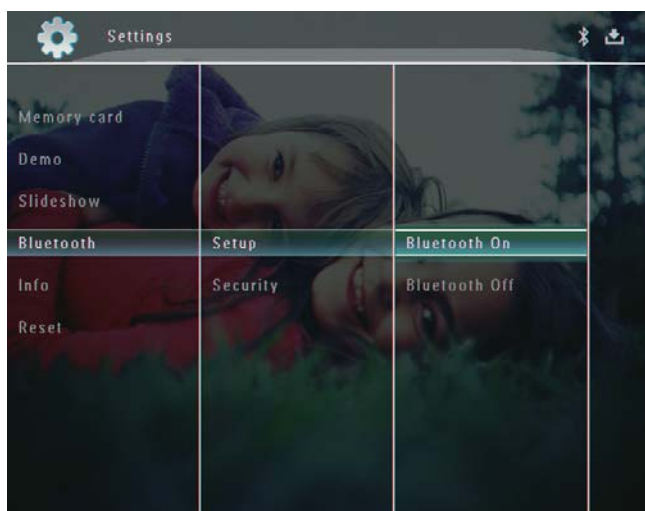 Settings
Memory card
Demo
Slideshow
Bluetooth
Setup
Bluetooth On
Info
Security
Bluetooth Off
Reset